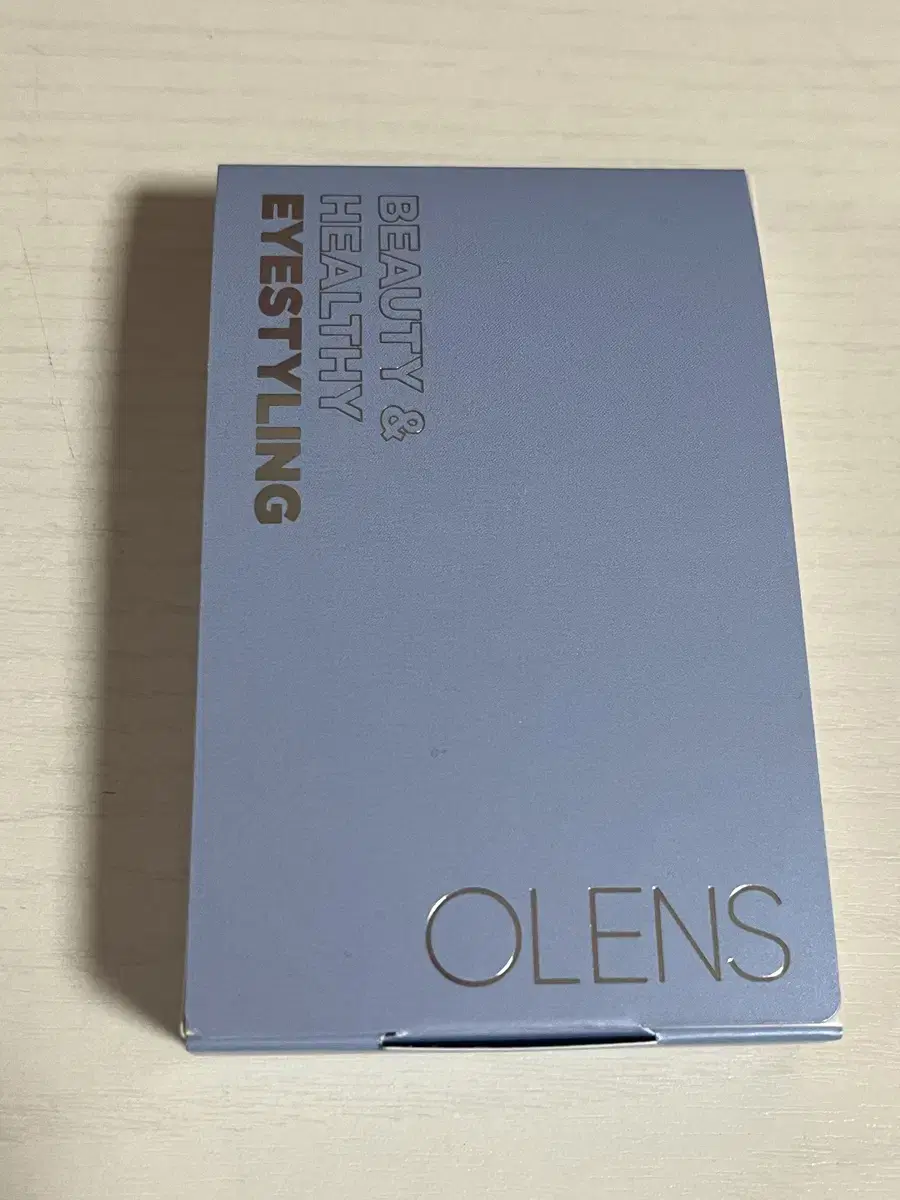 BEAUTY &
HEALTHY
EYESTYLING
OLENS